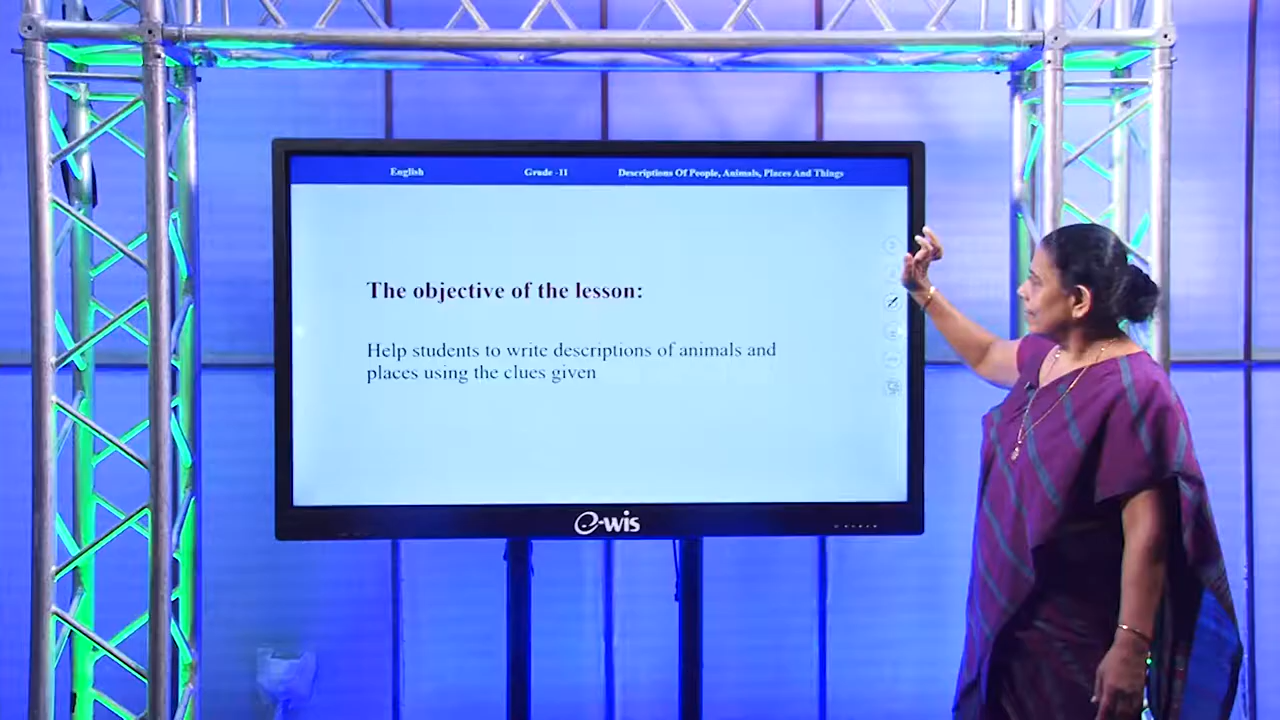 English Grade -11 Descriptions Of People, Animals, Places And Things
The objective of the lesson:
Help students to write descriptions of animals and
places using the clues given
e-wis